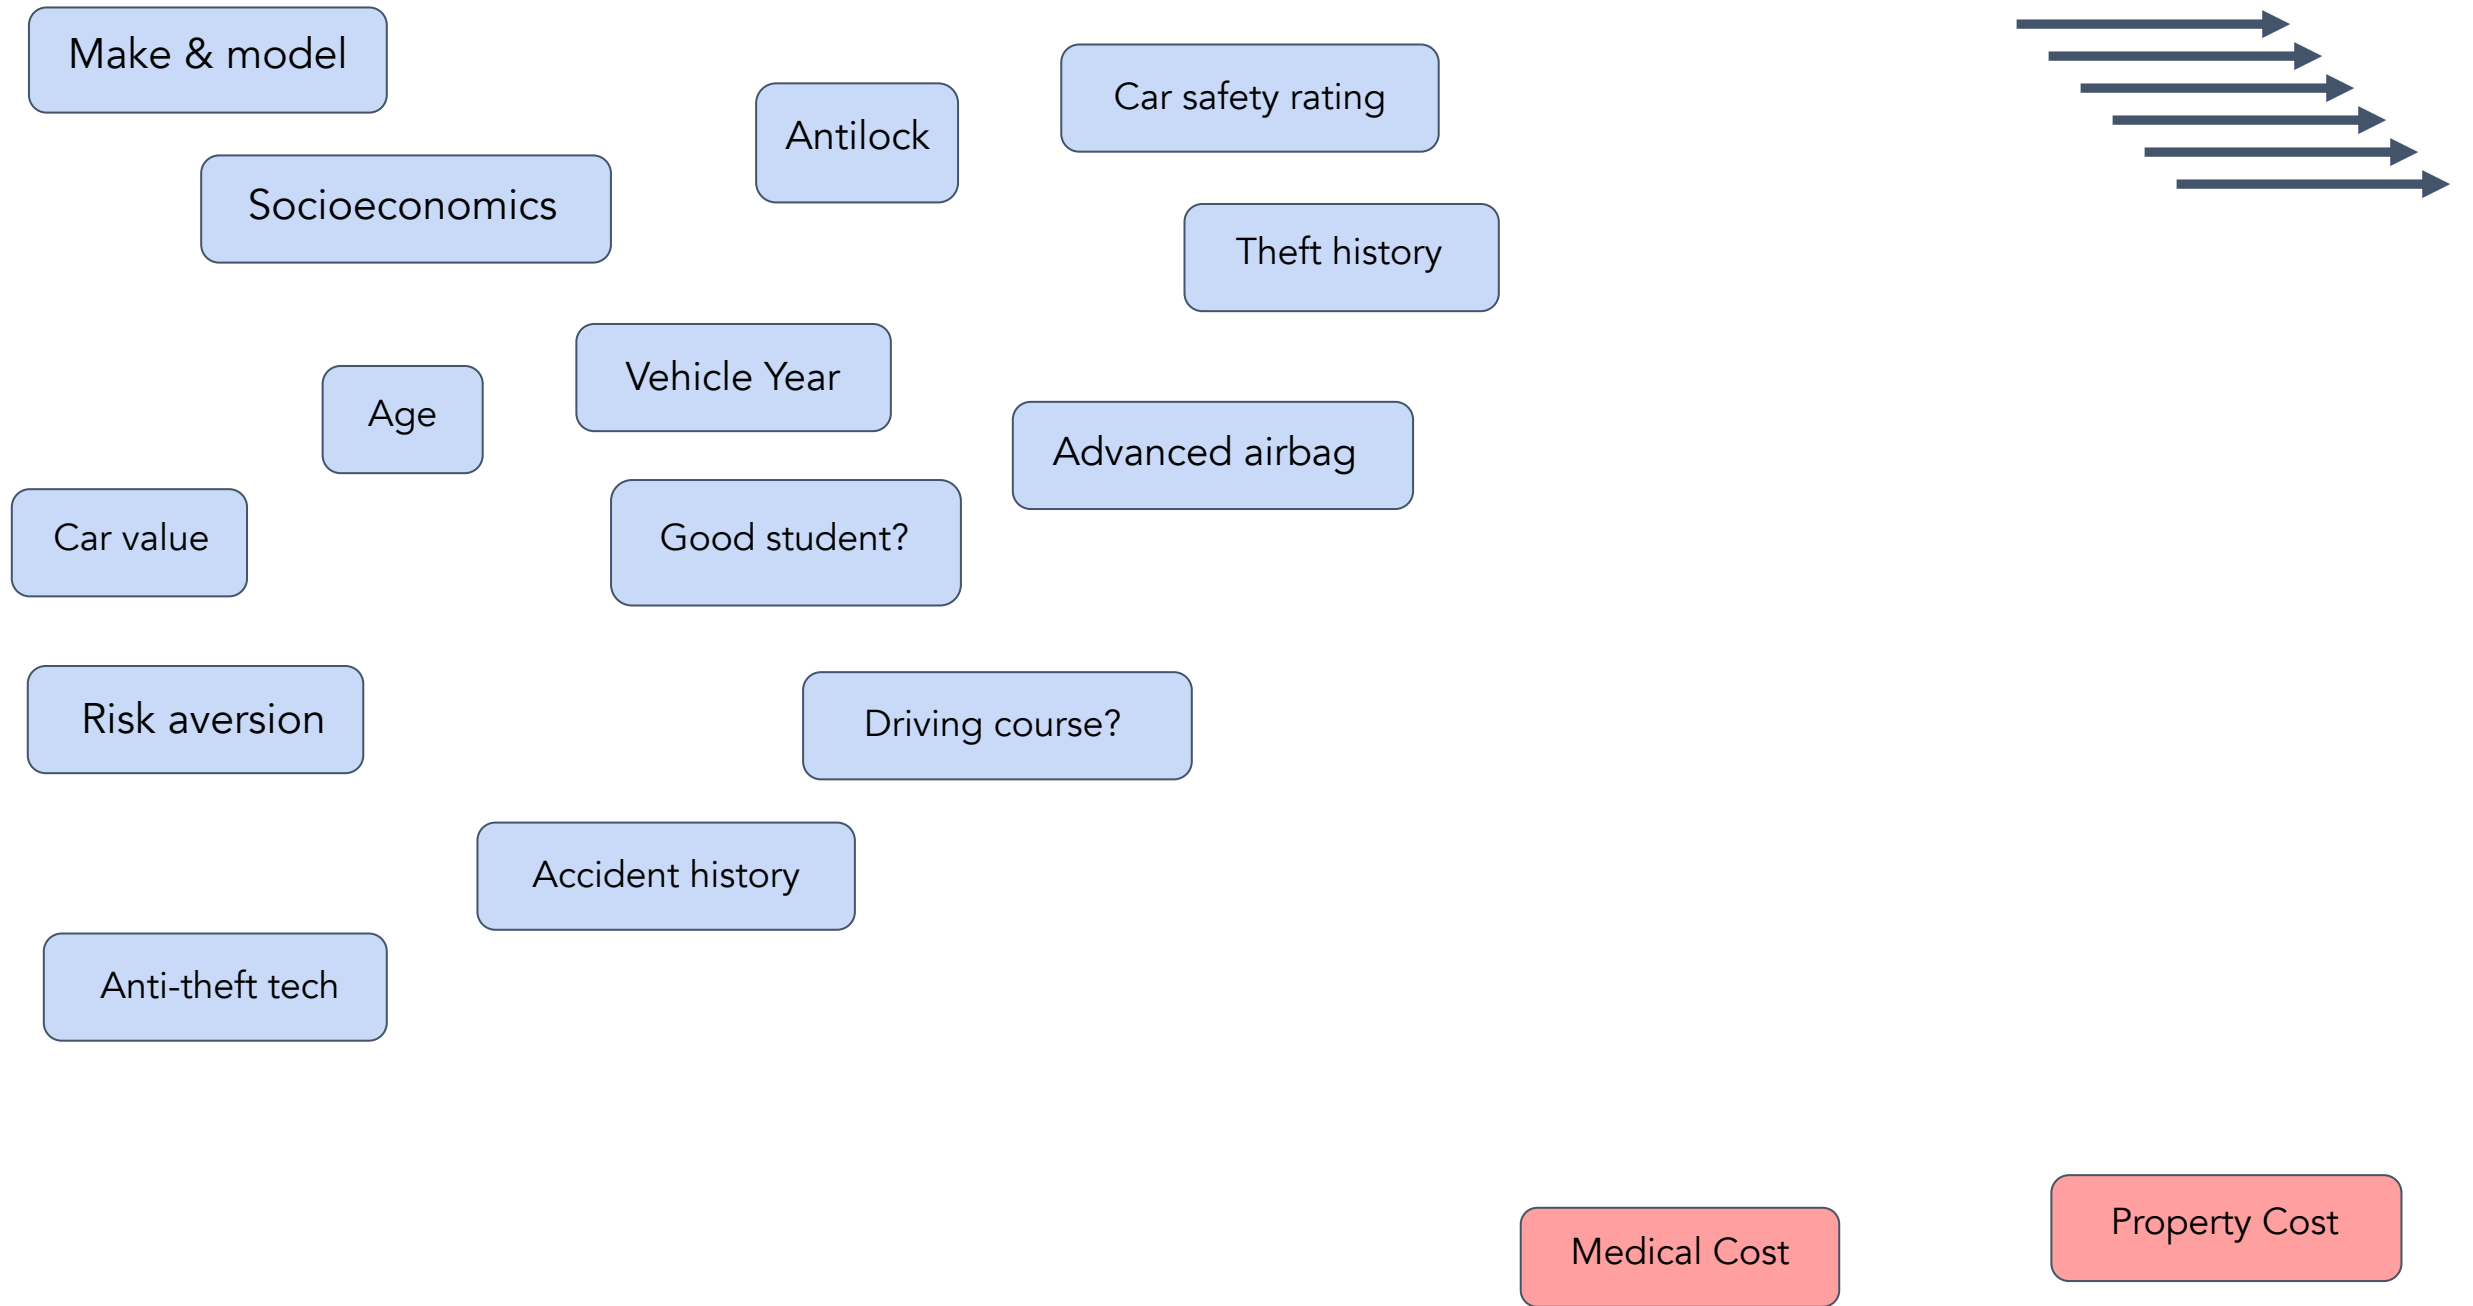 Make & model
Car safety rating
Antilock
Socioeconomics
Theft history
Vehicle Year
Age
Advanced airbag
Car value
Good student?
Risk aversion
Driving course?
Accident history
Anti-theft tech
Property Cost
Medical Cost